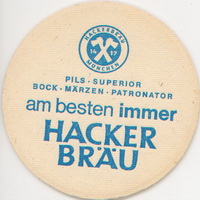 HACKERBRÄU
14 17
MÜNCHEN
PILS - SUPERIOR
BOCK - MÄRZEN - PATRONATOR
am besten immer
HACKER
BRÄU